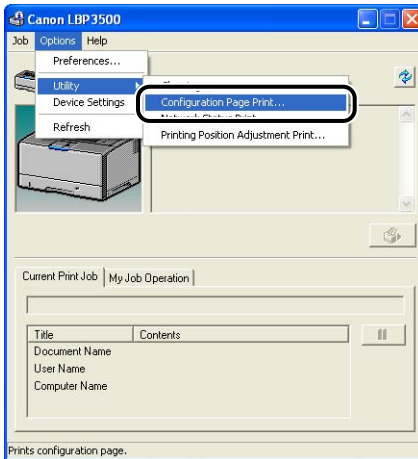 Canon LBP3500
Job Options Help
Preferences...
Utility
Device Settings
Configuration Page Print...
Refresh
Printing Position Adjustment Print...
Current Print Job My Job Operation
Title Contents
Document Name
User Name
Computer Name
Prints configuration page.